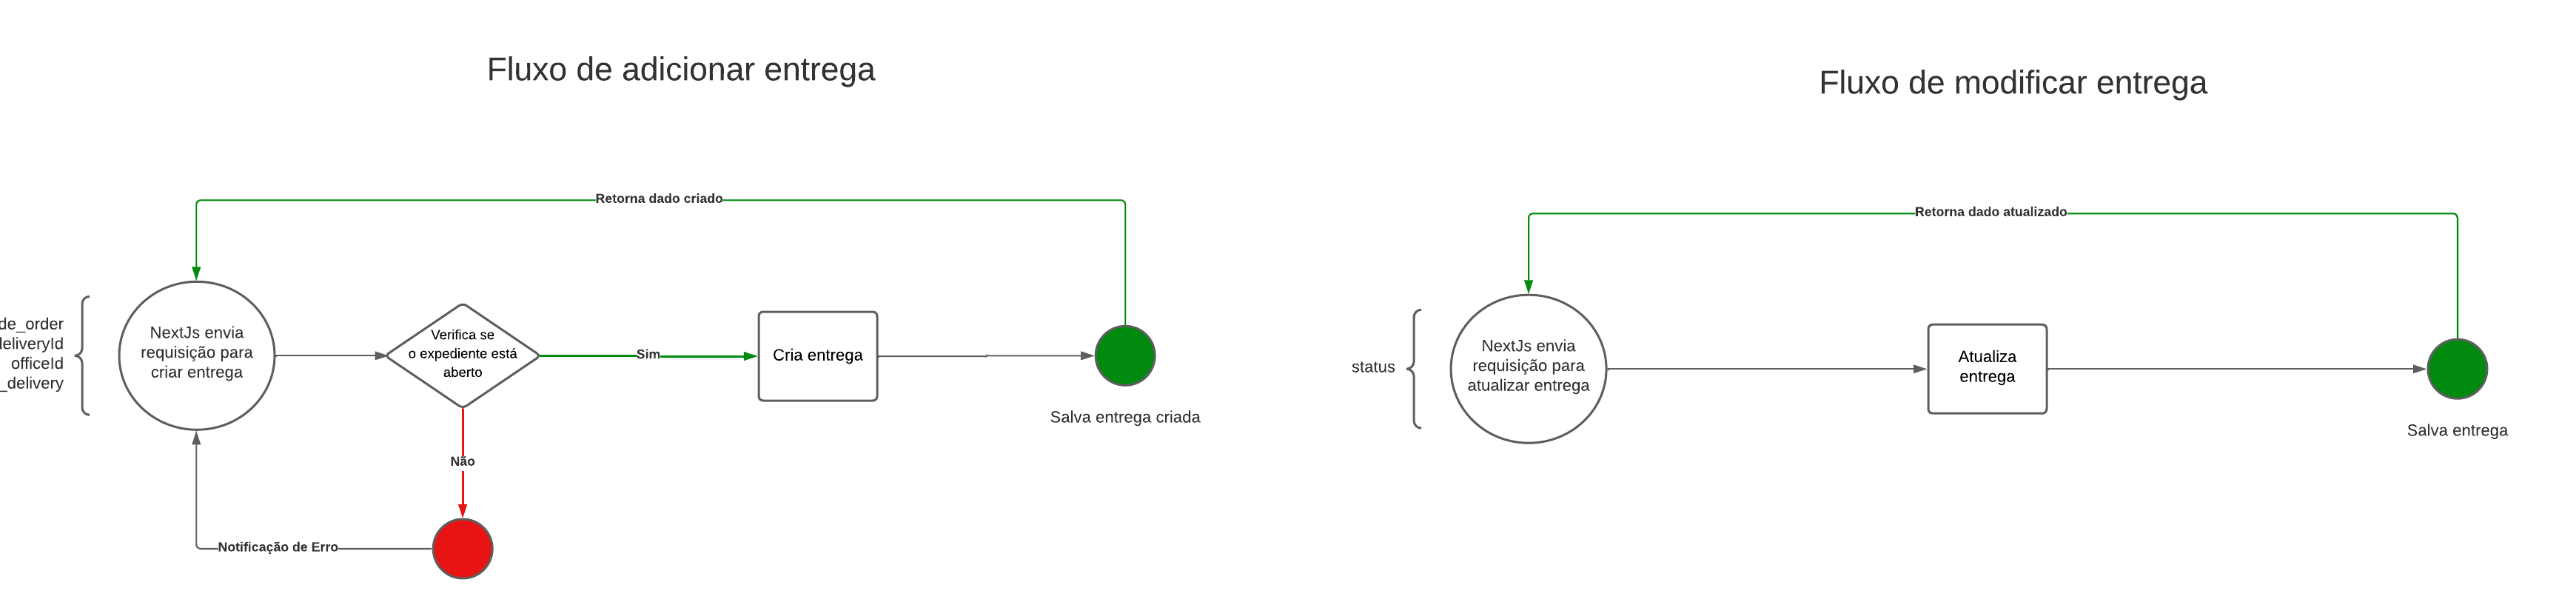 Fluxo de adicionar entrega
Retorna dado criado
de_order
deliveryId
officeId
_delivery
NextJs envia
requisição para
criar entrega
Verifica se
o expediente está
aberto
Sim
Cria entrega
Salva entrega criada
Não
Notificação de Erro
Fluxo de modificar entrega
Retorna dado atualizado
status
NextJs envia
requisição para
atualizar entrega
Atualiza
entrega
Salva entrega